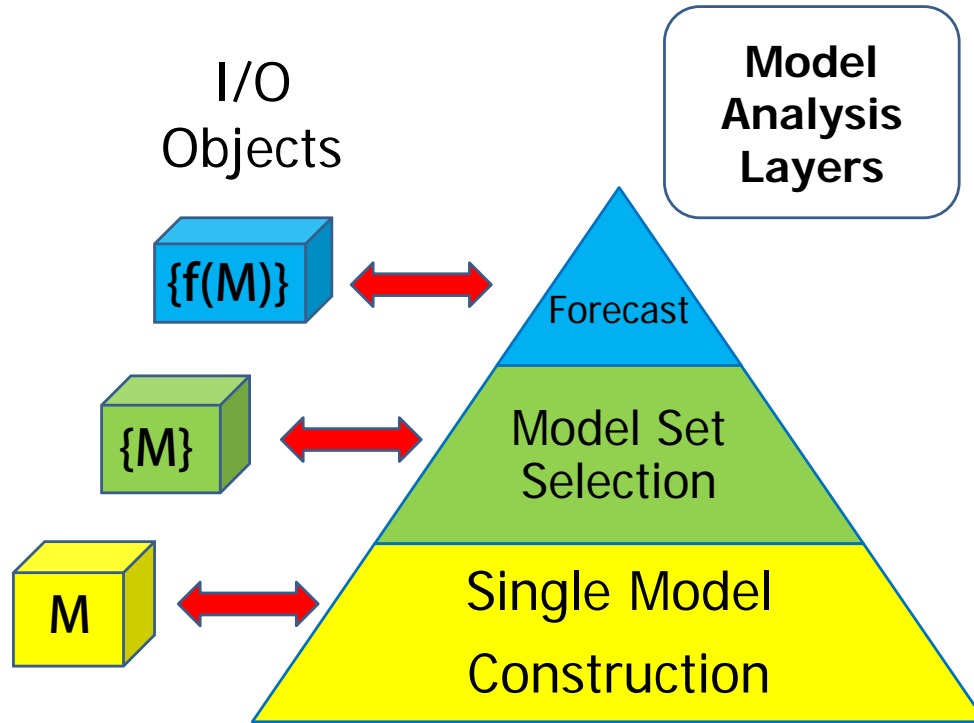 I/O
Objects
Model
Analysis
Layers
{f(M)}
Forecast
{M}
Model Set
Selection
M
Single Model
Construction